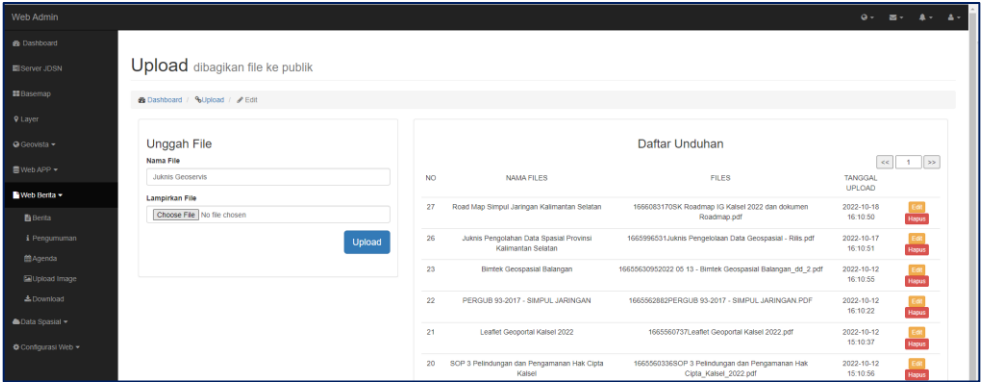 Web Admin
Dashboard
Server JDSN
Basemap
Layer
Geovista
Web APP
Web Berita
Berita
Pengumuman
Agenda
Upload Image
Download
Data Spasial
Configurasi Web
Upload dibagikan file ke publik
Dashboard / Upload / Edit
Unggah File
Nama File
Juknis Geoservis
Lampirkan File
Choose File No file chosen
Upload
Daftar Unduhan
<< 1 >>
NO NAMA FILES FILES TANGGAL
UPLOAD
27 Road Map Simpul Jaringan Kalimantan Selatan 1666083170SK Roadmap IG Kalsel 2022 dan dokumen 2022-10-18 Edit
Roadmap.pdf 16:10:50 Hapus
26 Juknis Pengolahan Data Spasial Provinsi 1665996531Juknis Pengelolaan Data Geospasial - Rilis.pdf 2022-10-17 Edit
Kalimantan Selatan 16:10:51 Hapus
23 Bimtek Geospasial Balangan 16655630952022 05 13 - Bimtek Geospasial Balangan_dd_2.pdf 2022-10-12 Edit
16:10:55 Hapus
22 PERGUB 93-2017 - SIMPUL JARINGAN 1665562882PERGUB 93-2017 - SIMPUL JARINGAN.PDF 2022-10-12 Edit
16:10:22 Hapus
21 Leaflet Geoportal Kalsel 2022 1665560737Leaflet Geoportal Kalsel 2022.pdf 2022-10-12 Edit
15:10:37 Hapus
20 SOP 3 Pelindungan dan Pengamanan Hak Cipta 1665560336SOP 3 Pelindungan dan Pengamanan Hak 2022-10-12 Edit
Kalsel Cipta_Kalsel_2022.pdf 15:10:56 Hapus